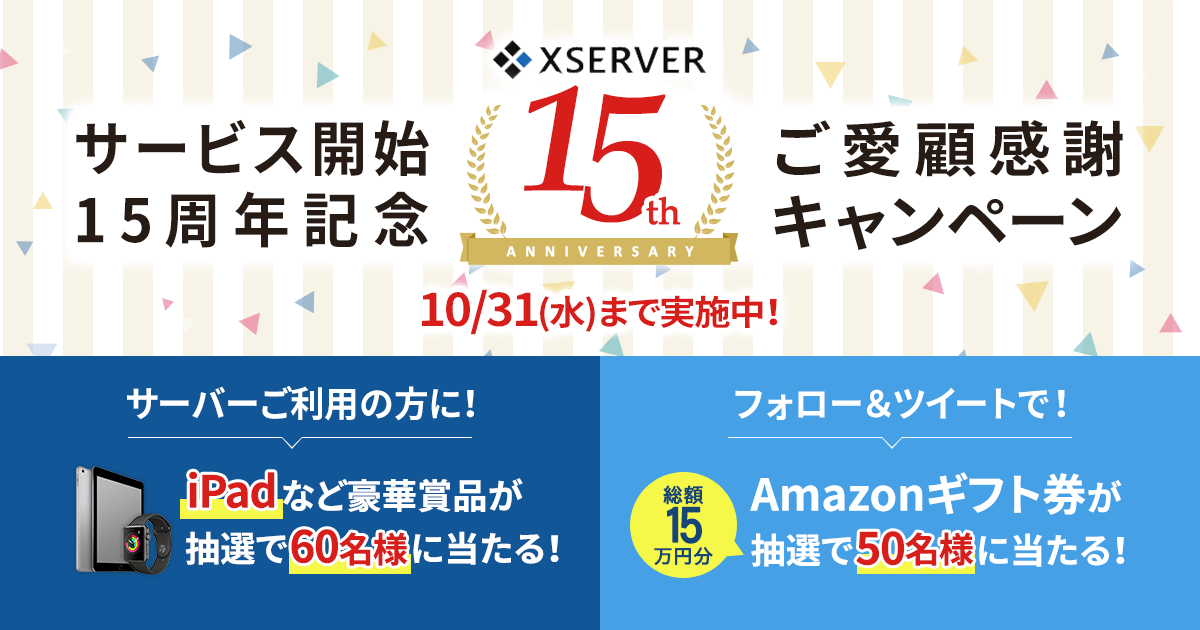 XSERVER
サービス開始
15周年記念
15th
ANNIVERSARY
ご愛顧感謝
キャンペーン
10/31(水)まで実施中！
サーバーご利用の方に！
iPadなど豪華賞品が
抽選で60名様に当たる！
フォロー＆ツイートで！
総額
15
万円分
Amazonギフト券が
抽選で50名様に当たる！